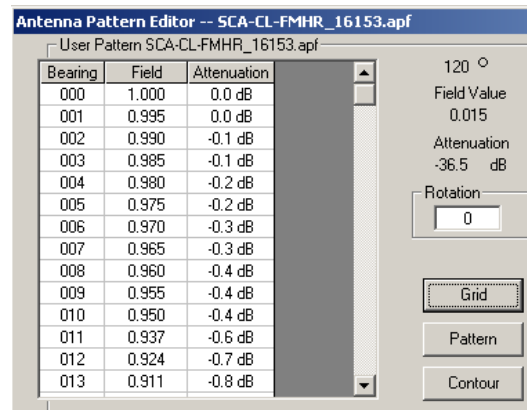 Antenna Pattern Editor -- SCA-CL-FMHR_16153.apf
User Pattern SCA-CL-FMHR_16153.apf
Bearing Field Attenuation
000 1.000 0.0 dB
001 0.995 0.0 dB
002 0.990 -0.1 dB
003 0.985 -0.1 dB
004 0.980 -0.2 dB
005 0.975 -0.2 dB
006 0.970 -0.3 dB
007 0.965 -0.3 dB
008 0.960 -0.4 dB
009 0.955 -0.4 dB
010 0.950 -0.4 dB
011 0.937 -0.6 dB
012 0.924 -0.7 dB
013 0.911 -0.8 dB
120 °
Field Value
0.015
Attenuation
-36.5 dB
Rotation
0
Grid
Pattern
Contour